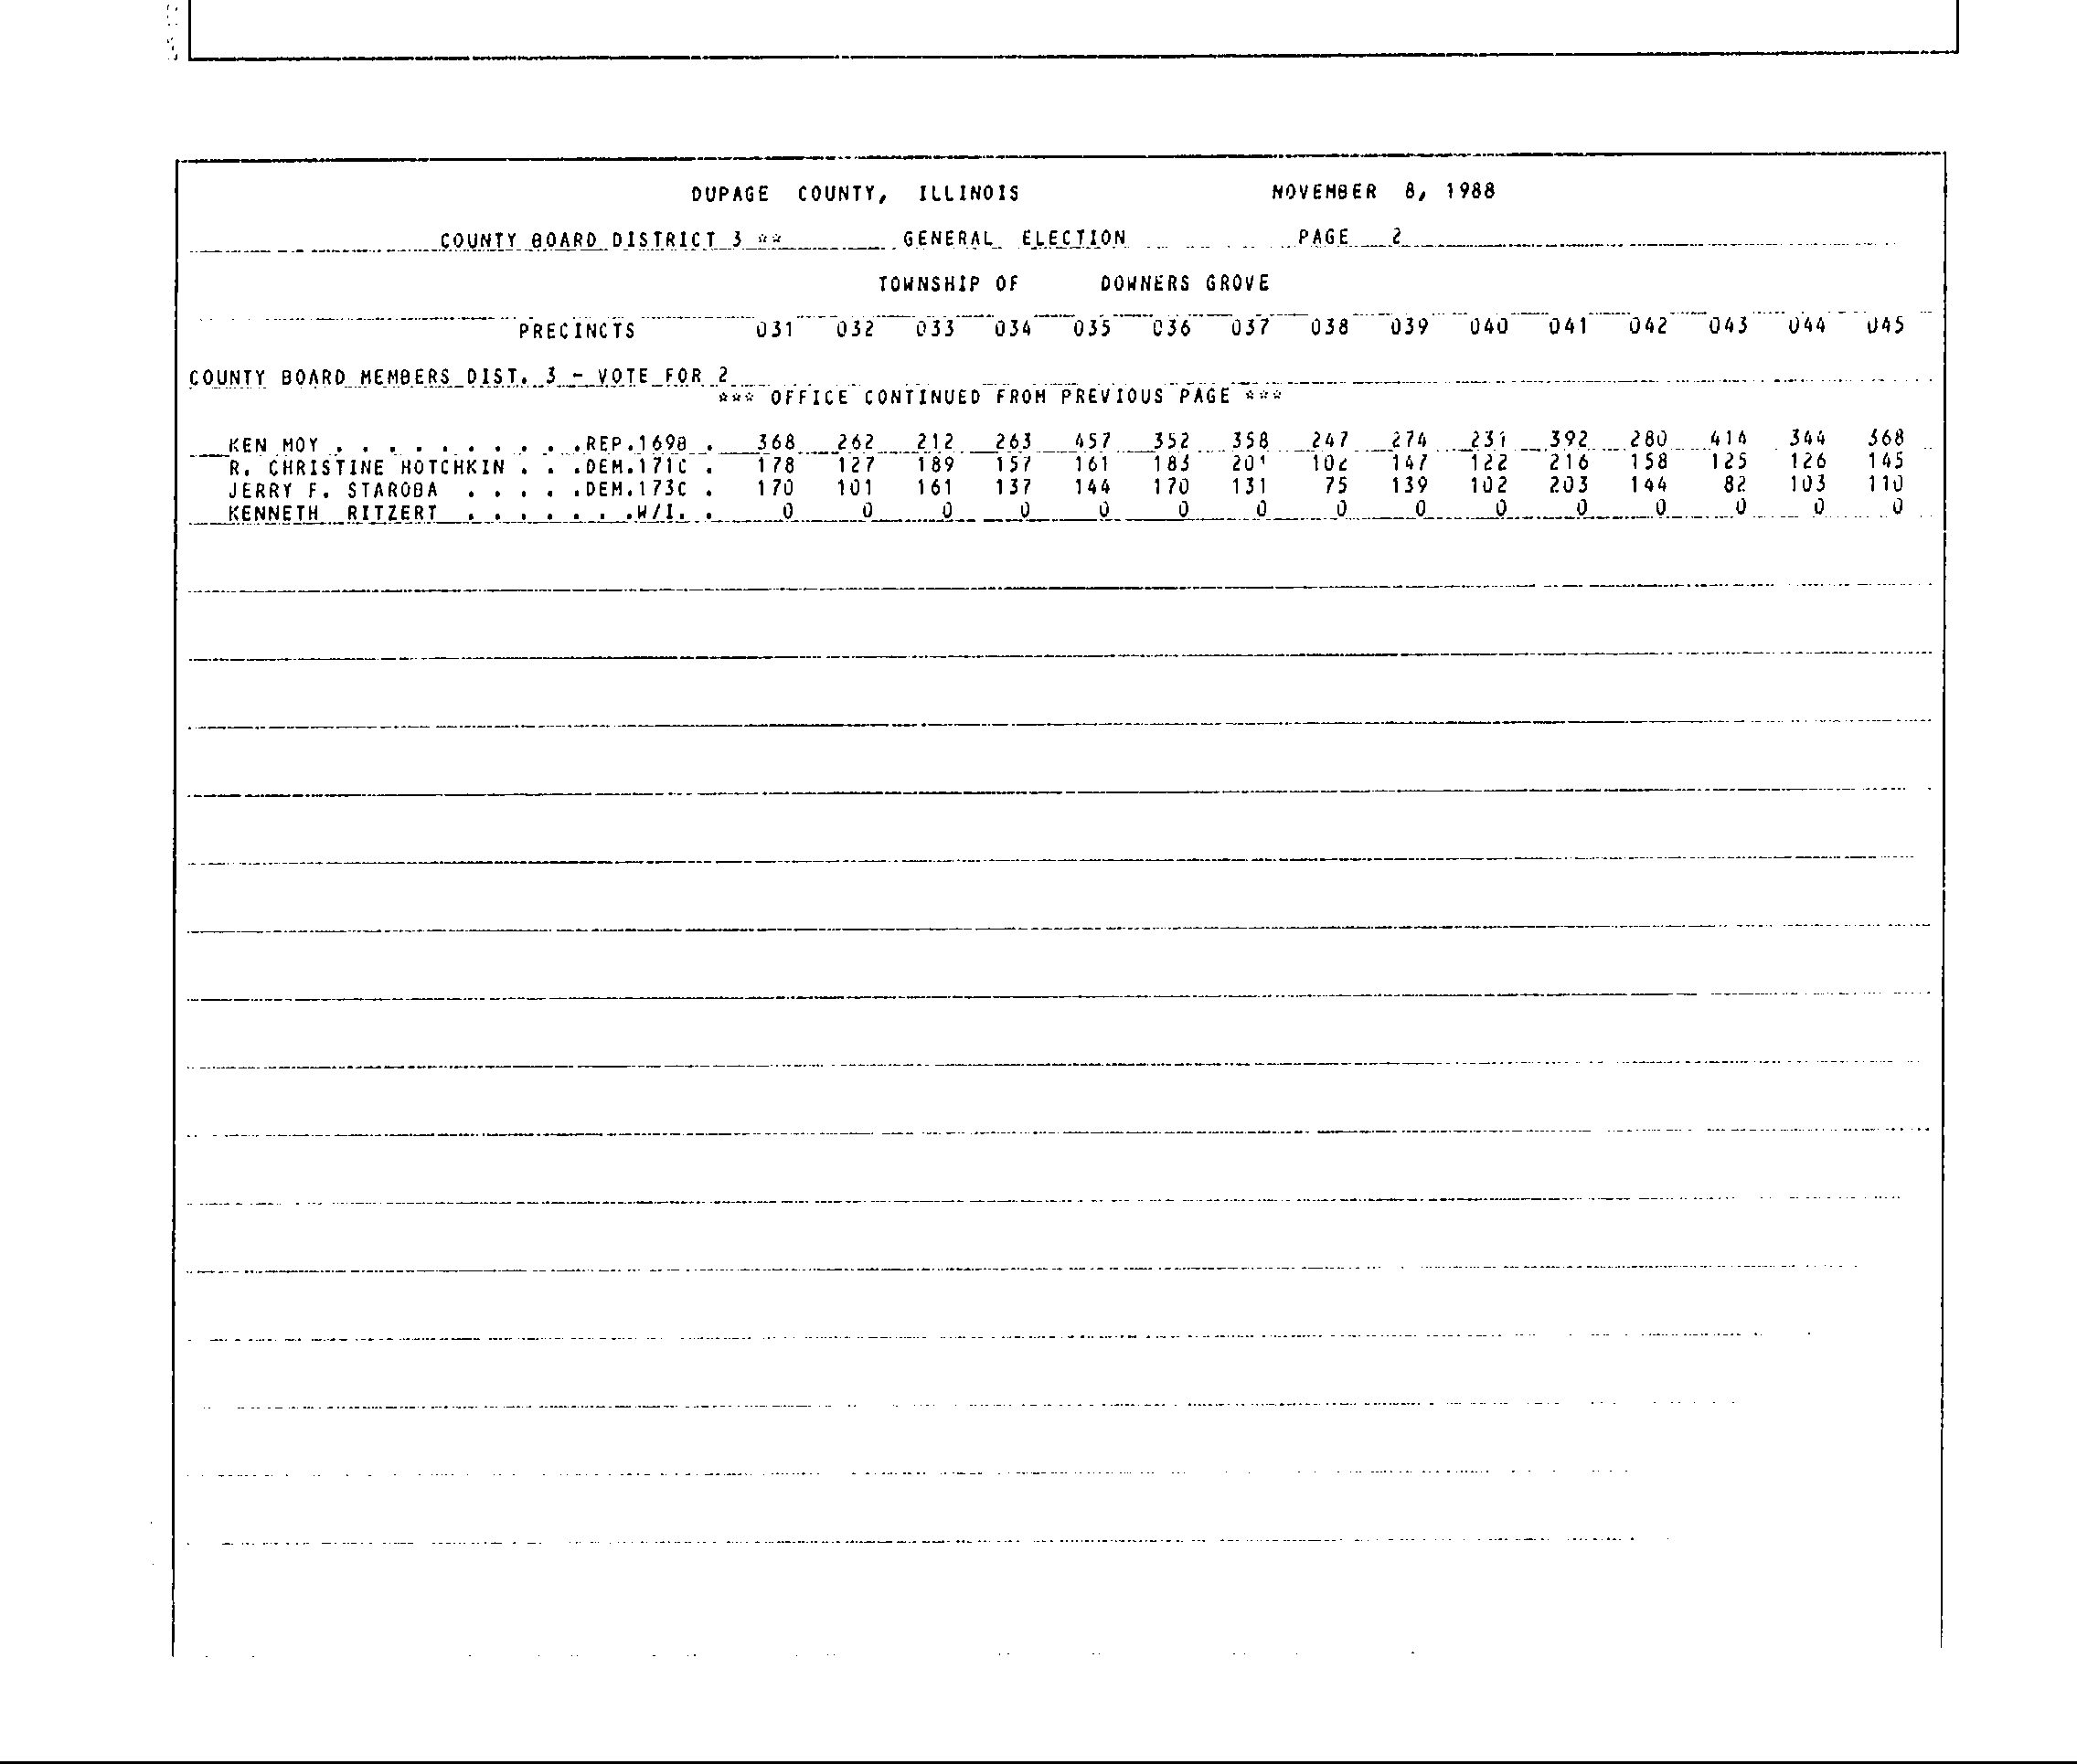 DUPAGE COUNTY, ILLINOIS NOVEMBER 8, 1988
COUNTY BOARD DISTRICT 3 ** GENERAL ELECTION PAGE 2
TOWNSHIP OF DOWNERS GROVE
PRECINCTS 031 032 033 034 035 036 037 038 039 040 041 042 043 044 045
COUNTY BOARD MEMBERS DIST. 3 - VOTE FOR 2
*** OFFICE CONTINUED FROM PREVIOUS PAGE ***
KEN MOY . . . . . . . . . .REP.169B . 368 262 212 263 457 352 358 247 274 231 392 280 414 344 368
R. CHRISTINE HOTCHKIN . . .DEM.171C . 178 127 189 157 161 183 201 102 147 122 216 158 125 126 145
JERRY F. STAROBA . . . . .DEM.173C . 170 101 161 137 144 170 131 75 139 102 203 144 82 103 110
KENNETH RITZERT . . . . . . .W/I. . 0 0 0 0 0 0 0 0 0 0 0 0 0 0 0